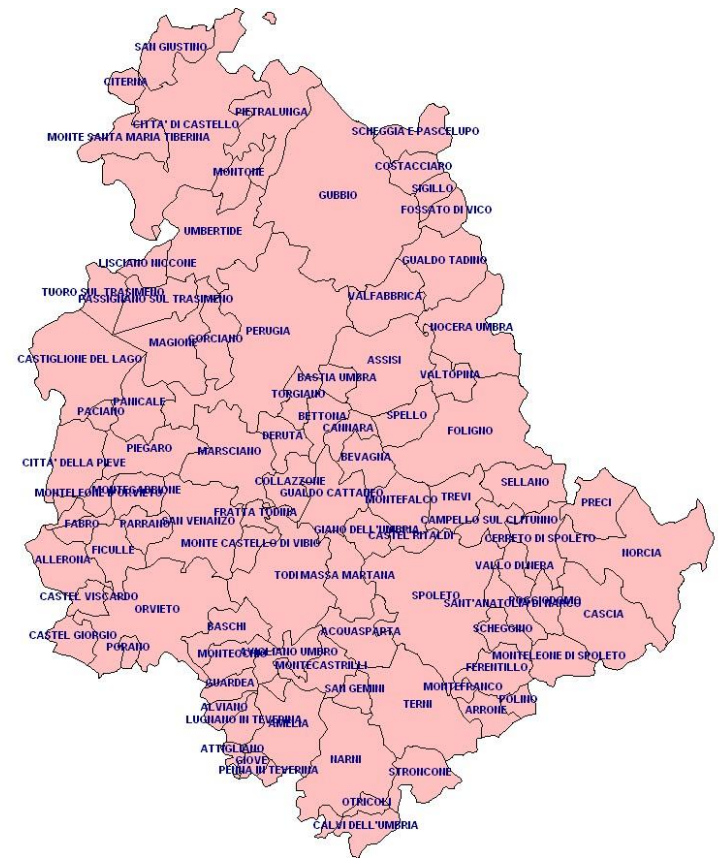 SAN GIUSTINO
CITERNA
PIETRALUNGA
CITTA' DI CASTELLO
SCHEGGIA E PASCELUPO
MONTE SANTA MARIA TIBERINA
COSTACCIARO
MONTONE
SIGILLO
GUBBIO
FOSSATO DI VICO
UMBERTIDE
GUALDO TADINO
LISCIANO NICCONE
TUORO SUL TRASIMENO
VALFABBRICA
PASSIGNANO SUL TRASIMENO
NOCERA UMBRA
PERUGIA
CORCIANO
MAGIONE
CASTIGLIONE DEL LAGO
ASSISI
VALTOPINA
BASTIA UMBRA
TORGIANO
PANICALE
PACIANO
BETTONA
SPELLO
CANNARA
FOLIGNO
DERUTA
PIEGARO
MARSCIANO
BEVAGNA
CITTA' DELLA PIEVE
COLLAZZONE
SELLANO
MONTELEONE D'ORVIETO
MONTEGABBIONE
GUALDO CATTANEO
MONTEFALCO
TREVI
PRECI
FRATTA TODINA
FABRO
PARRANO
SAN VENANZO
CAMPELLO SUL CLITUNNO
GIANO DELL'UMBRIA
CASTEL RITALDI
CERRETO DI SPOLETO
MONTE CASTELLO DI VIBIO
FICULLE
NORCIA
ALLERONA
VALLO DI NERA
TODI
MASSA MARTANA
CASTEL VISCARDO
SPOLETO
POGGIODOMO
SANT'ANATOLIA DI NARCO
ORVIETO
CASCIA
BASCHI
SCHEGGINO
ACQUASPARTA
CASTEL GIORGIO
PORANO
MONTECCHIO
AVIGLIANO UMBRO
MONTELEONE DI SPOLETO
MONTECASTRILLI
FERENTILLO
GUARDEA
SAN GEMINI
MONTEFRANCO
POLINO
TERNI
ALVIANO
ARRONE
LUGNANO IN TEVERINA
AMELIA
ATTIGLIANO
GIOVE
NARNI
PENNA IN TEVERINA
STRONCONE
OTRICOLI
CALVI DELL'UMBRIA